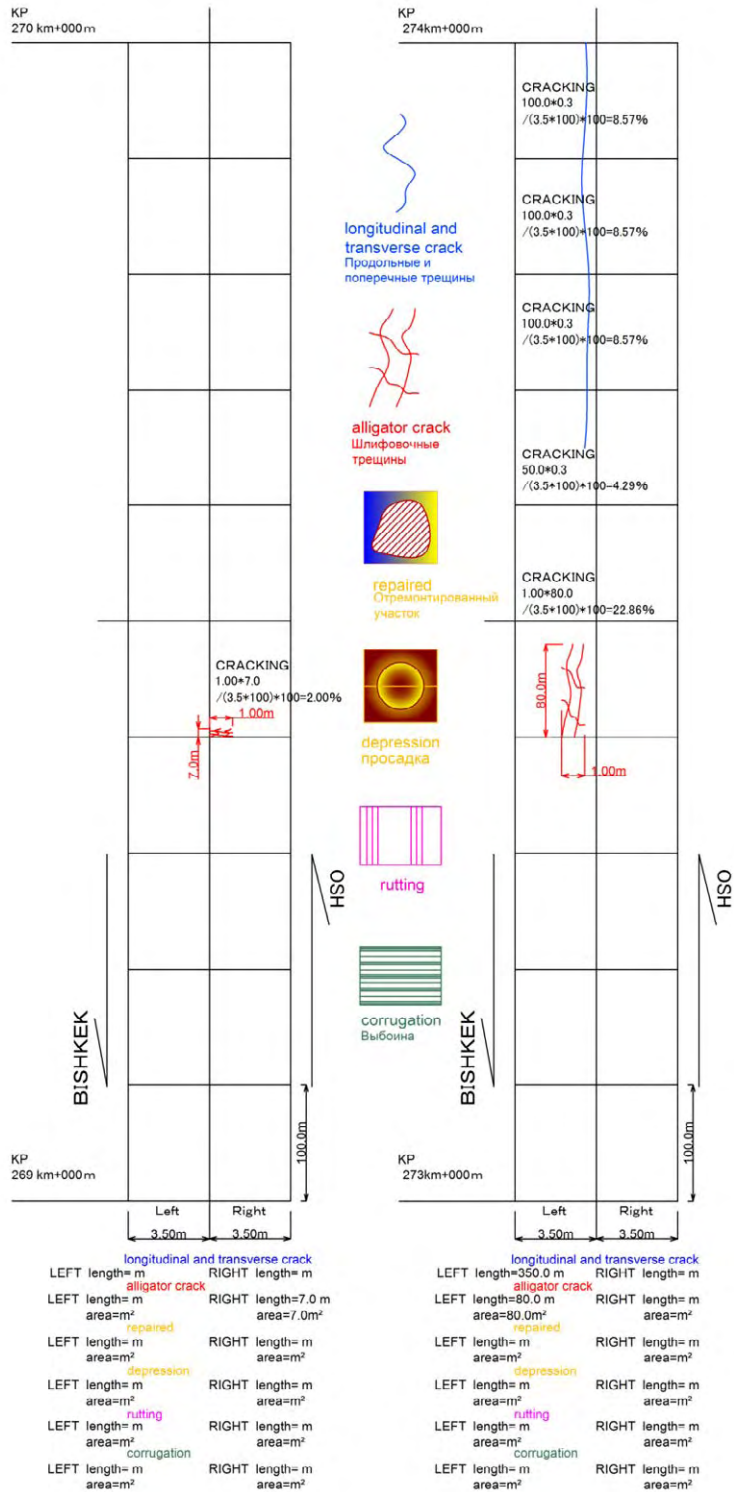 KP
270 km+000m
CRACKING
1.00*7.0
/(3.5*100)*100=2.00%
1.00m
7.0m
HSO
BISHKEK
100.0m
KP
269 km+000m
Left
Right
3.50m
3.50m
longitudinal and
transverse crack
Продольные и
поперечные трещины
alligator crack
Шлифовочные
трещины
repaired
Отремонтированный
участок
depression
просадка
rutting
corrugation
Выбоина
KP
274km+000m
CRACKING
100.0*0.3
/(3.5*100)*100=8.57%
CRACKING
100.0*0.3
/(3.5*100)*100=8.57%
CRACKING
100.0*0.3
/(3.5*100)*100=8.57%
CRACKING
50.0*0.3
/(3.5*100)*100=4.29%
CRACKING
1.00*80.0
/(3.5*100)*100=22.86%
80.0m
1.00m
HSO
BISHKEK
100.0m
KP
273km+000m
Left
Right
3.50m
3.50m
longitudinal and transverse crack
LEFT length= m RIGHT length= m
alligator crack
LEFT length= m RIGHT length=7.0 m
area=m² area=7.0m²
repaired
LEFT length= m RIGHT length= m
area=m² area=m²
depression
LEFT length= m RIGHT length= m
area=m² area=m²
rutting
LEFT length= m RIGHT length= m
area=m² area=m²
corrugation
LEFT length= m RIGHT length= m
area=m² area=m²
longitudinal and transverse crack
LEFT length=350.0 m RIGHT length= m
alligator crack
LEFT length=80.0 m RIGHT length= m
area=80.0m² area=m²
repaired
LEFT length= m RIGHT length= m
area=m² area=m²
depression
LEFT length= m RIGHT length= m
area=m² area=m²
rutting
LEFT length= m RIGHT length= m
area=m² area=m²
corrugation
LEFT length= m RIGHT length= m
area=m² area=m²